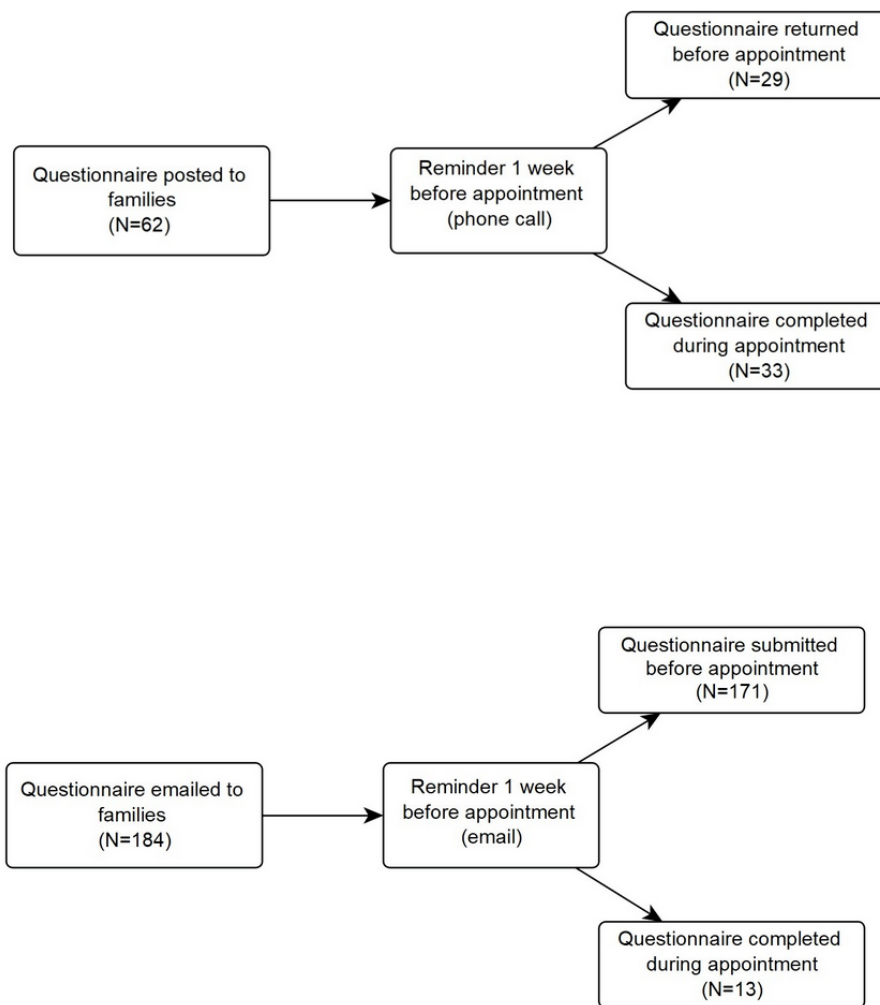 Questionnaire returned
before appointment
(N=29)
Questionnaire posted to
families
(N=62)
Reminder 1 week
before appointment
(phone call)
Questionnaire completed
during appointment
(N=33)
Questionnaire submitted
before appointment
(N=171)
Questionnaire emailed to
families
(N=184)
Reminder 1 week
before appointment
(email)
Questionnaire completed
during appointment
(N=13)